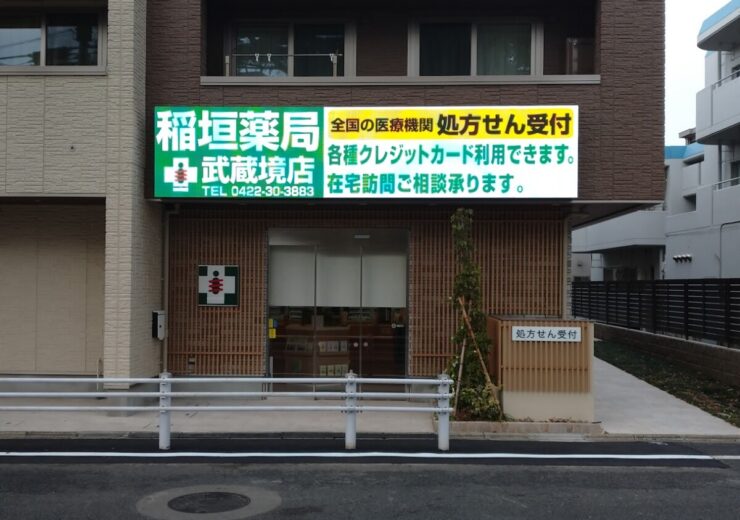 稲垣薬局
武蔵境店
TEL 0422-30-3883
全国の医療機関 処方せん受付
各種クレジットカード利用できます。
在宅訪問ご相談承ります。
処方せん受付